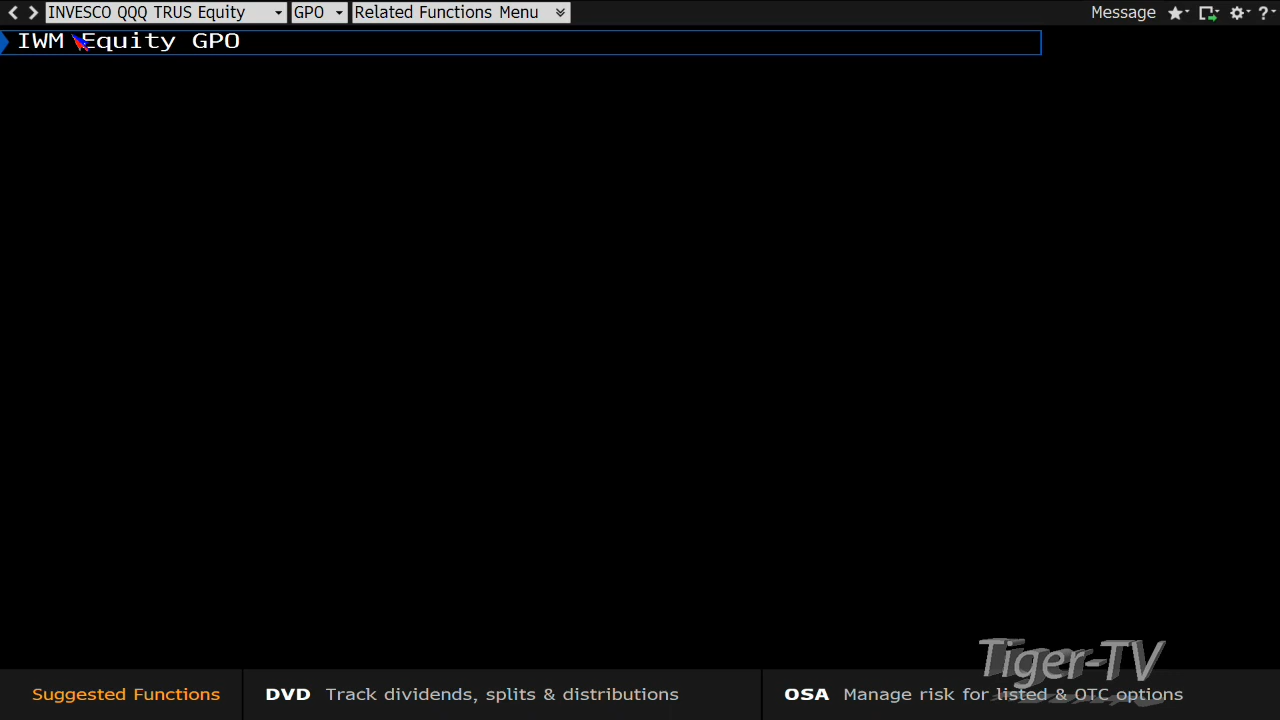 INVESCO QQQ TRUS Equity GPO Related Functions Menu Message ?
IWM Equity GPO
Tiger-TV
Suggested Functions DVD Track dividends, splits & distributions OSA Manage risk for listed & OTC options